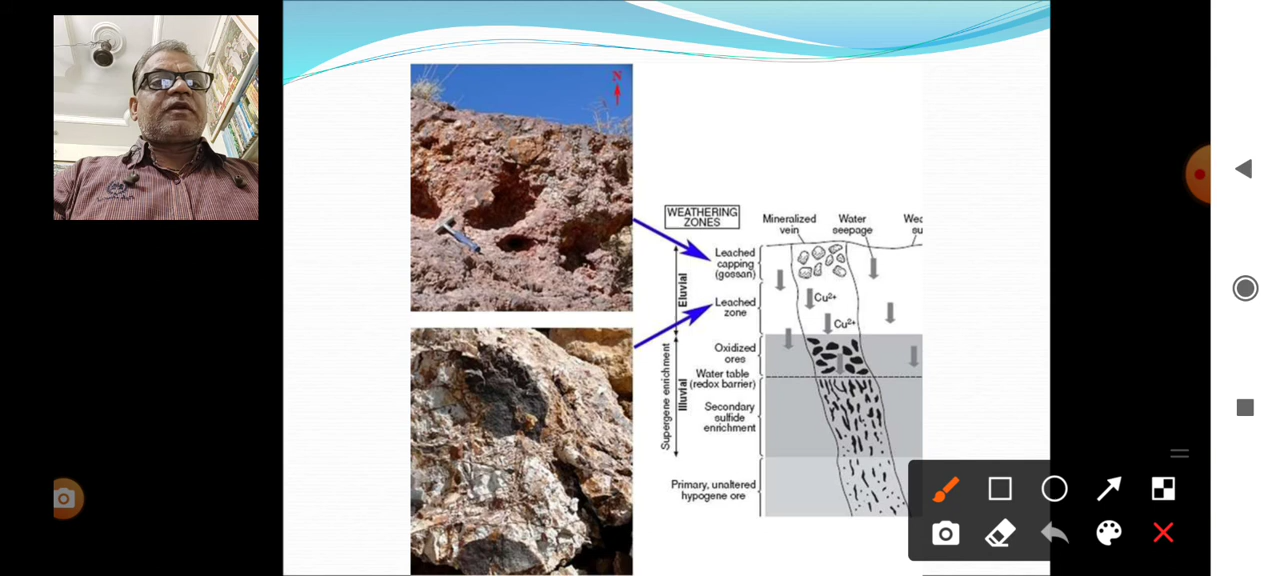 N
WEATHERING
ZONES
Mineralized
vein
Water
seepage
Leached
capping
(gossan)
Eluvial
Leached
zone
Cu2+
Cu2+
Oxidized
ores
Water table
(redox barrier)
Supergene enrichment
Illuvial
Secondary
sulfide
enrichment
Primary, unaltered
hypogene ore